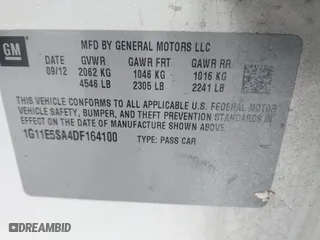 GM
MFD BY GENERAL MOTORS LLC
DATE GVWR GAWR FRT GAWR RR
09/12 2062 KG 1046 KG 1016 KG
4546 LB 2305 LB 2241 LB
THIS VEHICLE CONFORMS TO ALL APPLICABLE U.S. FEDERAL MOTOR
VEHICLE SAFETY, BUMPER, AND THEFT PREVENTION STANDARDS
IN EFFECT ON THE DATE OF MANUFACTURE SHOWN ABOVE.
1G11E5SA4DF164100 TYPE: PASS CAR
© DREAMBID.COM